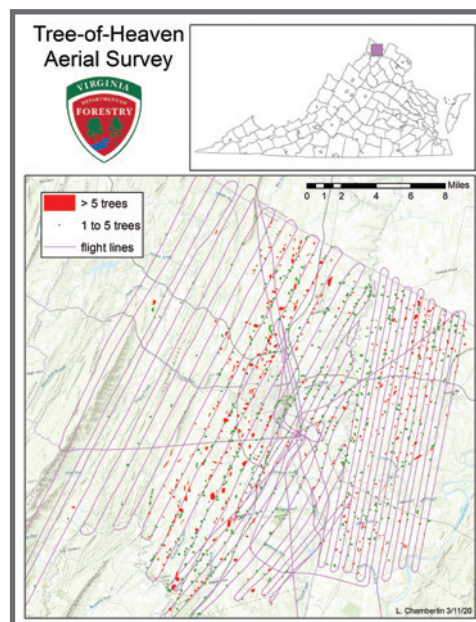 Tree-of-Heaven
Aerial Survey
VIRGINIA
DEPARTMENT OF
FORESTRY
Miles
0 1 2 4 6 8
> 5 trees
1 to 5 trees
flight lines
L. Chamberlin 3/11/20